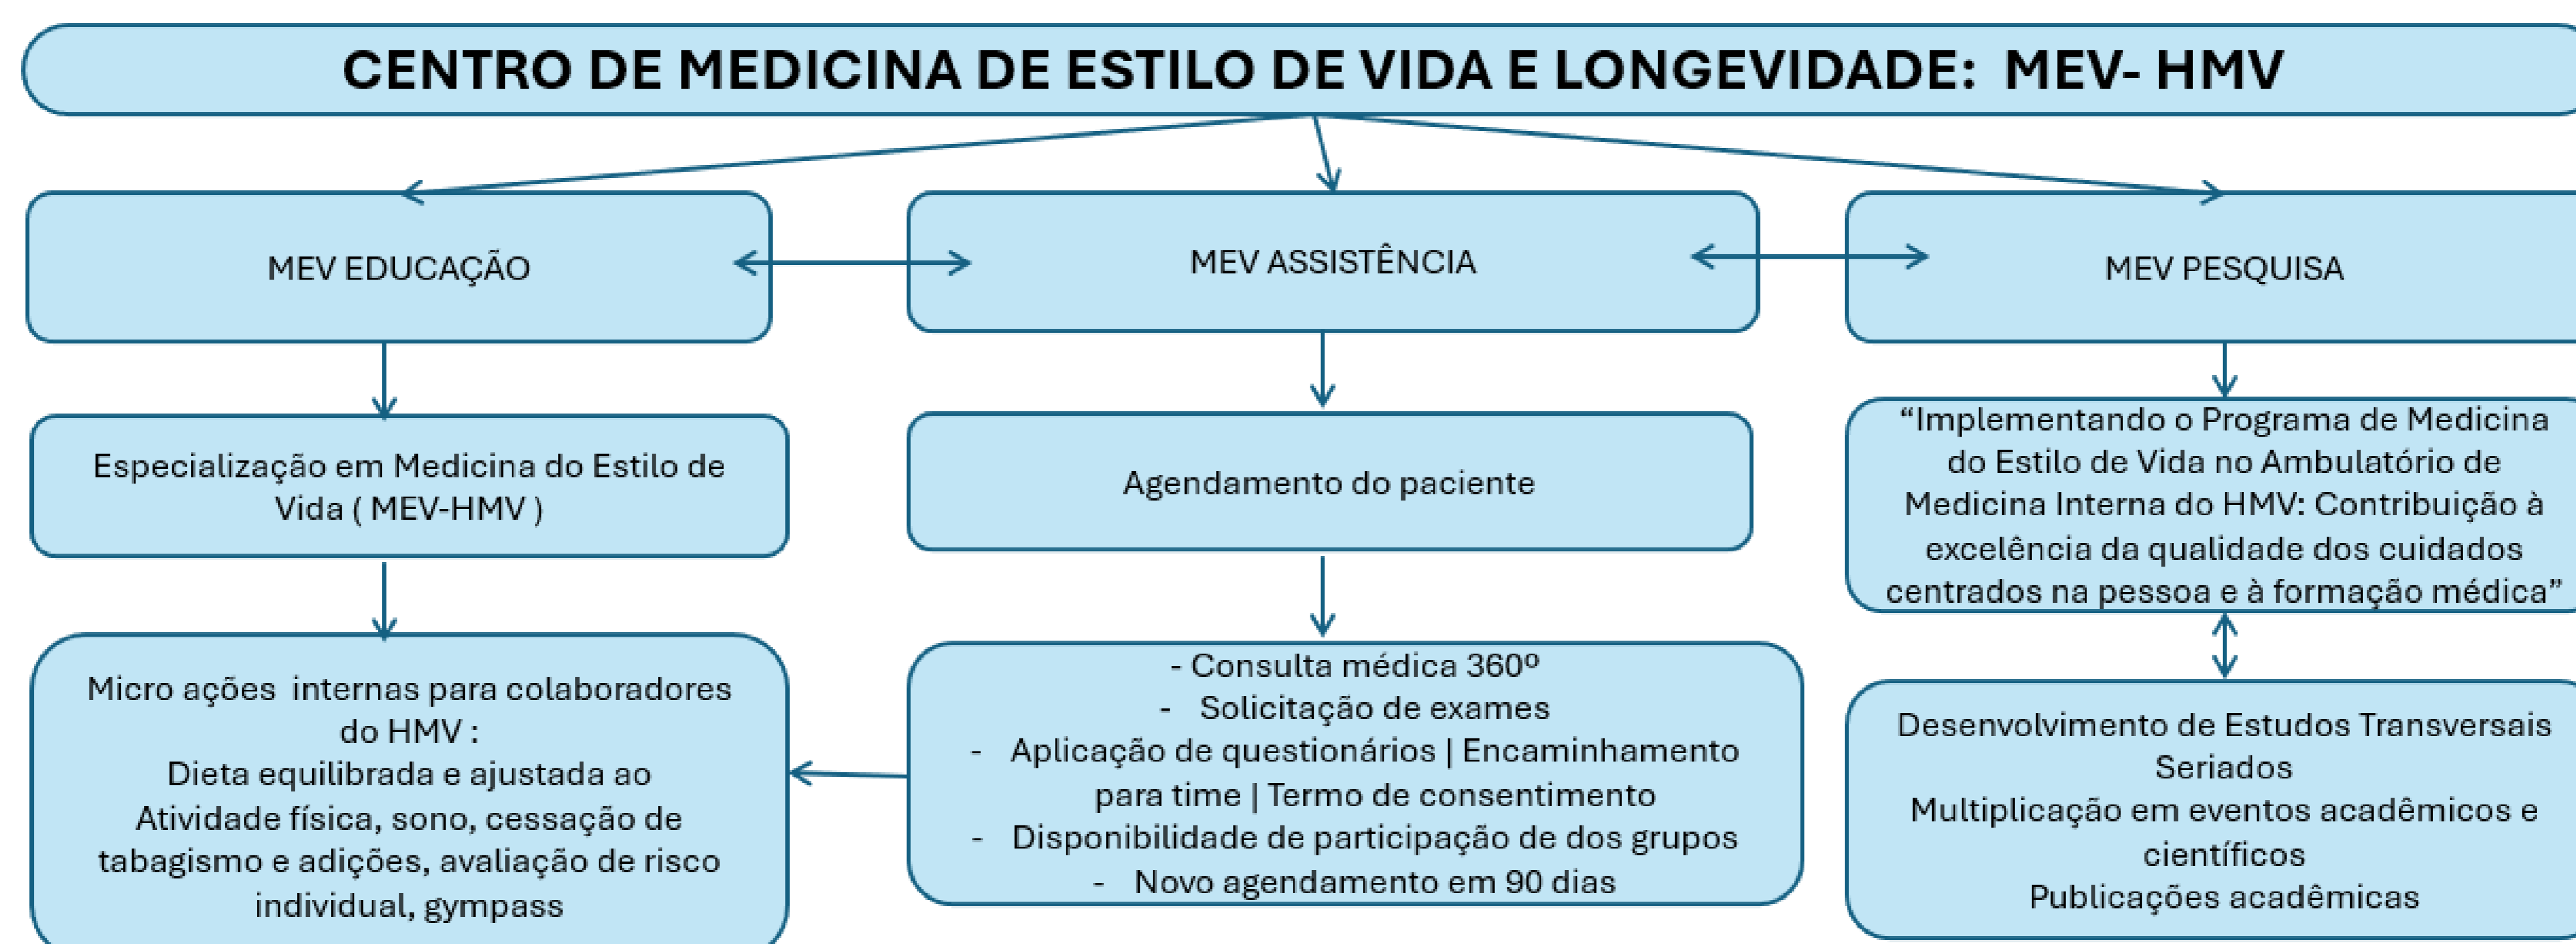 CENTRO DE MEDICINA DE ESTILO DE VIDA E LONGEVIDADE: MEV- HMV
MEV EDUCAÇÃO
MEV ASSISTÊNCIA
MEV PESQUISA
Especialização em Medicina do Estilo de
Vida ( MEV-HMV )
Agendamento do paciente
“Implementando o Programa de Medicina
do Estilo de Vida no Ambulatório de
Medicina Interna do HMV: Contribuição à
excelência da qualidade dos cuidados
centrados na pessoa e à formação médica”
Micro ações internas para colaboradores
do HMV :
Dieta equilibrada e ajustada ao
Atividade física, sono, cessação de
tabagismo e adições, avaliação de risco
individual, gympass
- Consulta médica 360º
- Solicitação de exames
- Aplicação de questionários | Encaminhamento
para time | Termo de consentimento
- Disponibilidade de participação de dos grupos
- Novo agendamento em 90 dias
Desenvolvimento de Estudos Transversais
Seriados
Multiplicação em eventos acadêmicos e
científicos
Publicações acadêmicas